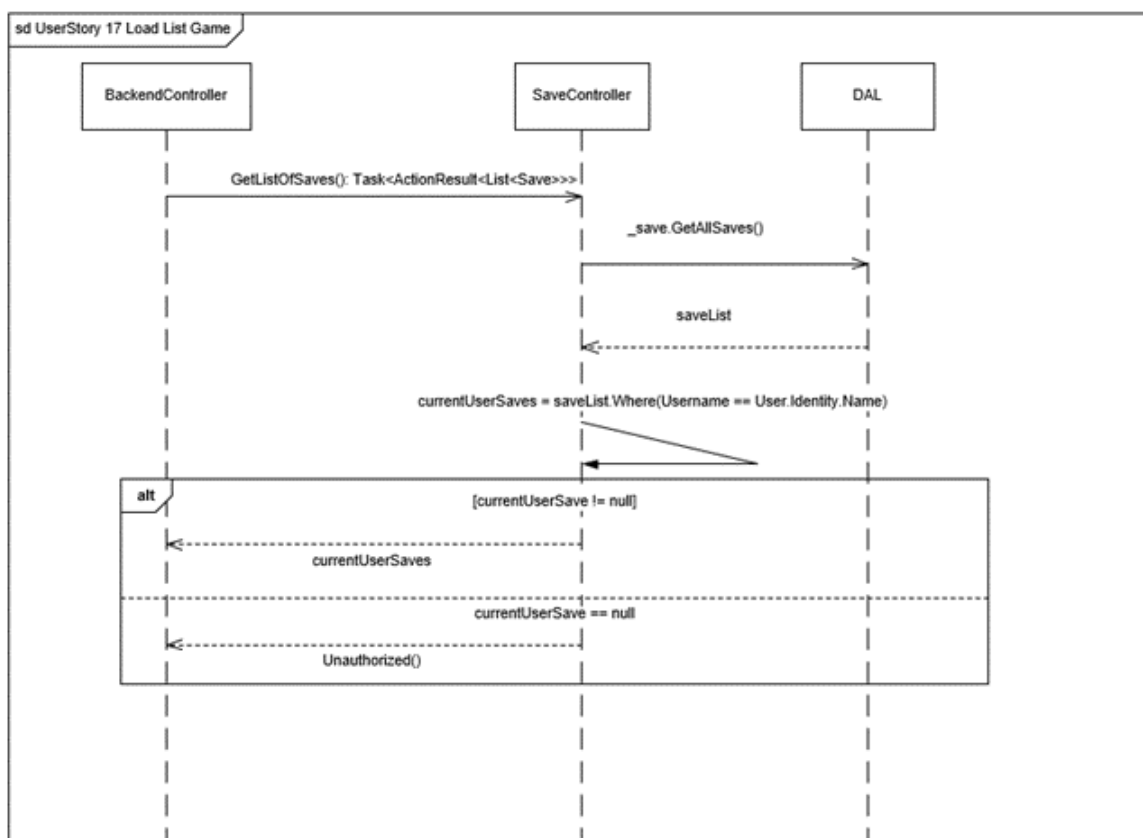 sd UserStory 17 Load List Game
BackendController
SaveController
DAL
GetListOfSaves(): Task<ActionResult<List<Save>>>
_save.GetAllSaves()
saveList
currentUserSaves = saveList.Where(Username == User.Identity.Name)
alt
[currentUserSave != null]
currentUserSaves
currentUserSave == null
Unauthorized()